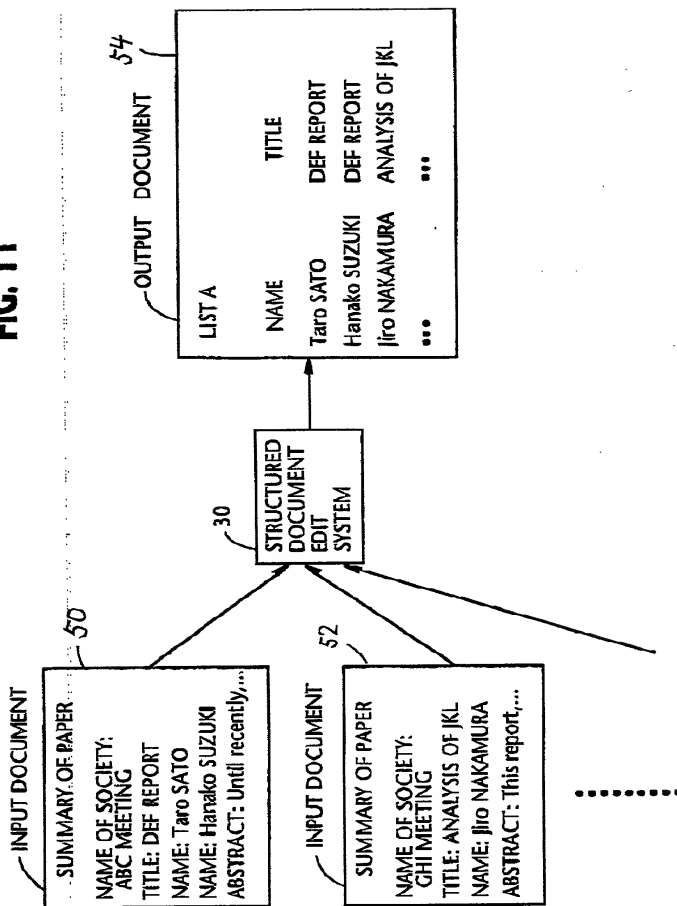 FIG. 11
INPUT DOCUMENT
50
SUMMARY OF PAPER
NAME OF SOCIETY:
ABC MEETING
TITLE: DEF REPORT
NAME: Taro SATO
NAME: Hanako SUZUKI
ABSTRACT: Until recently,...
INPUT DOCUMENT
52
SUMMARY OF PAPER
NAME OF SOCIETY:
GHI MEETING
TITLE: ANALYSIS OF JKL
NAME: Jiro NAKAMURA
ABSTRACT: This report,...
30
STRUCTURED
DOCUMENT
EDIT
SYSTEM
OUTPUT DOCUMENT
54
LIST A
NAME TITLE
Taro SATO DEF REPORT
Hanako SUZUKI DEF REPORT
Jiro NAKAMURA ANALYSIS OF JKL
... ...